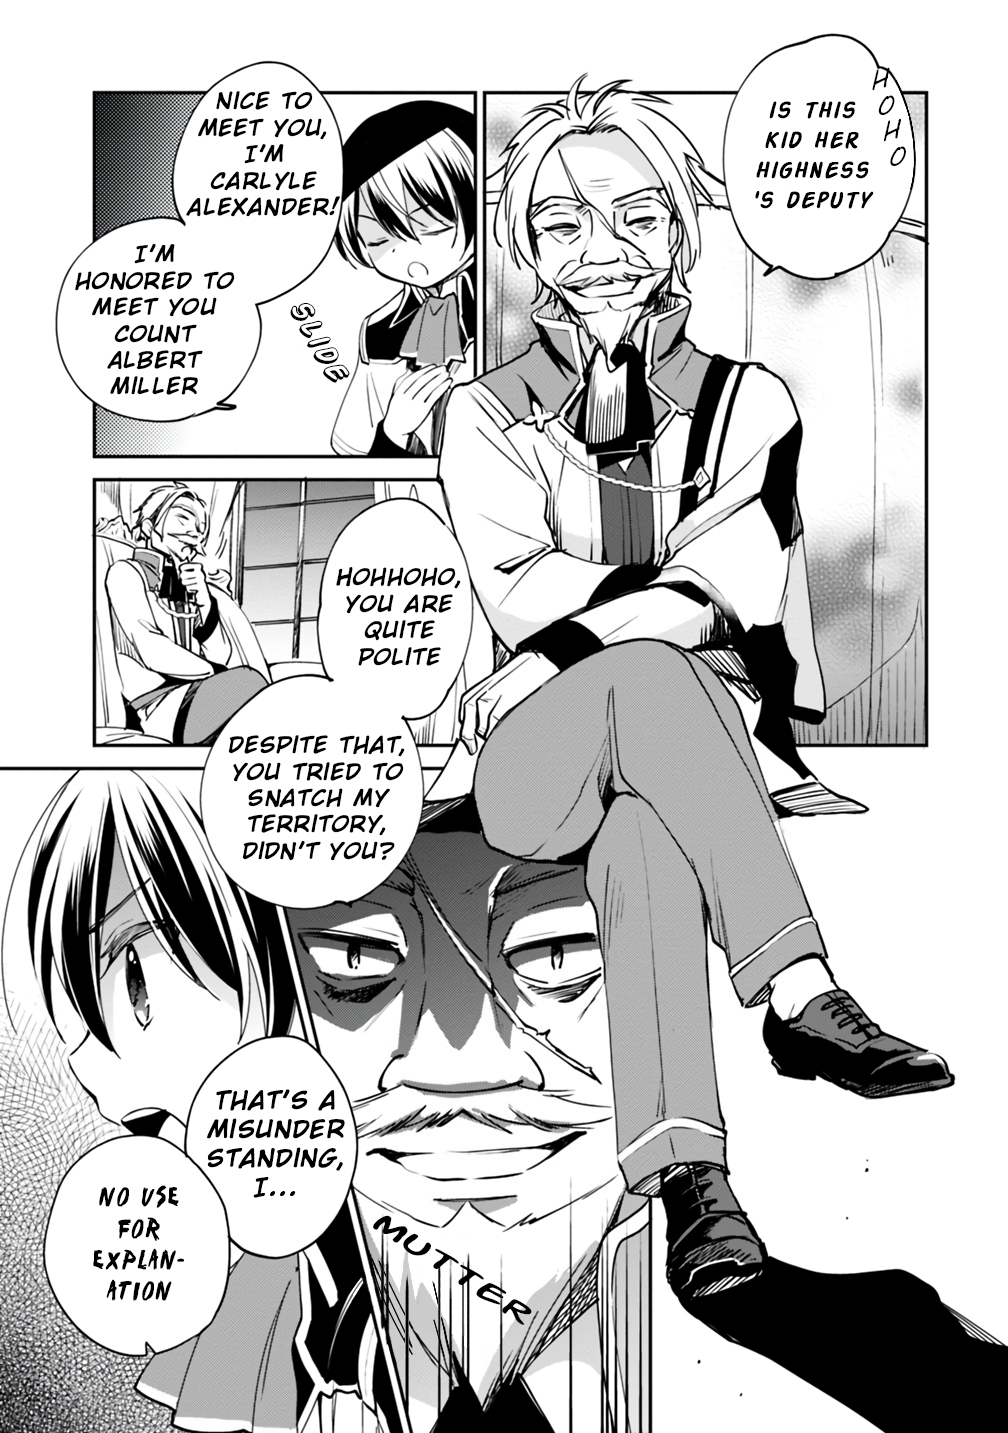 HOHO
IS THIS
KID HER
HIGHNESS
'S DEPUTY
NICE TO
MEET YOU,
I'M
CARLYLE
ALEXANDER!
I'M
HONORED TO
MEET YOU
COUNT
ALBERT
MILLER
SLIDE
HOHHOHO,
YOU ARE
QUITE
POLITE
DESPITE THAT,
YOU TRIED TO
SNATCH MY
TERRITORY,
DIDN'T YOU?
THAT'S A
MISUNDER
STANDING,
I...
NO USE
FOR
EXPLAN-
ATION
MUTTER